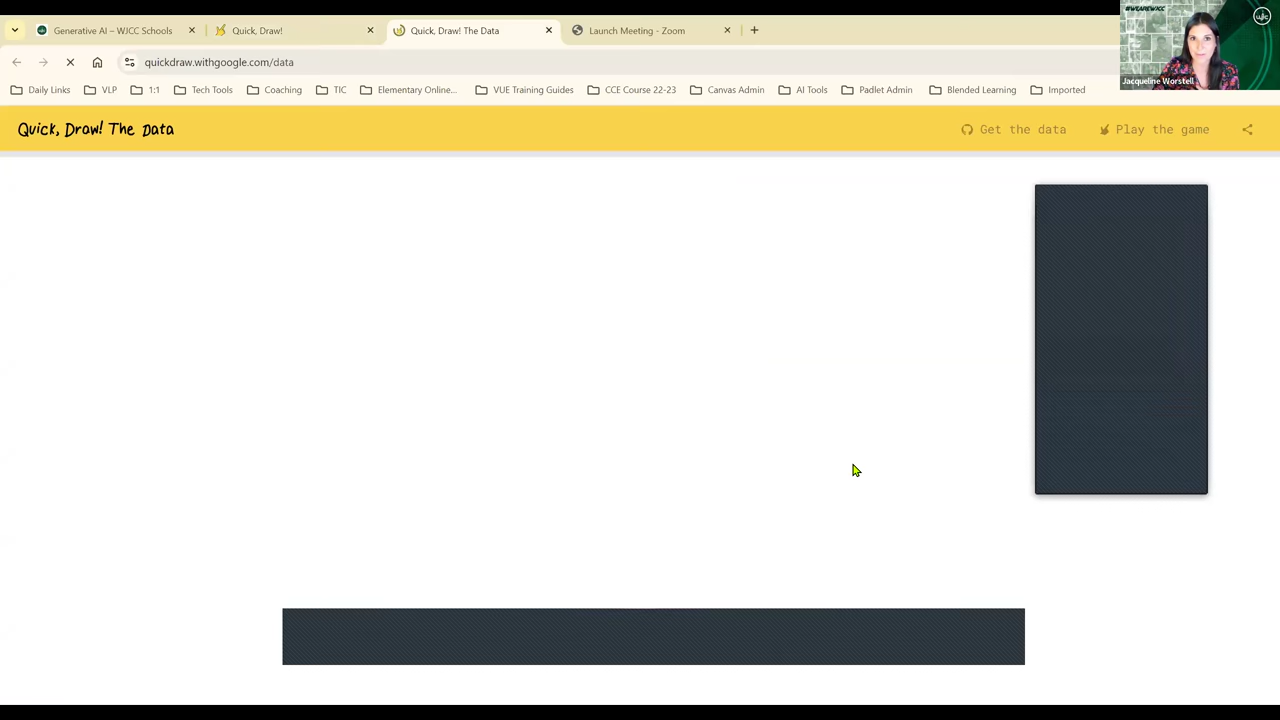 Generative AI – WJCC Schools
Quick, Draw!
Quick, Draw! The Data
Launch Meeting - Zoom
quickdraw.withgoogle.com/data
Daily Links
VLP
1:1
Tech Tools
Coaching
TIC
Elementary Online
VUE Training Guides
CCE Course 22-23
Canvas Admin
AI Tools
Padlet Admin
Blended Learning
Imported
#WEAREWJCC
wjcc
Jacqueline Worstell
Quick, Draw! The Data
Get the data
Play the game